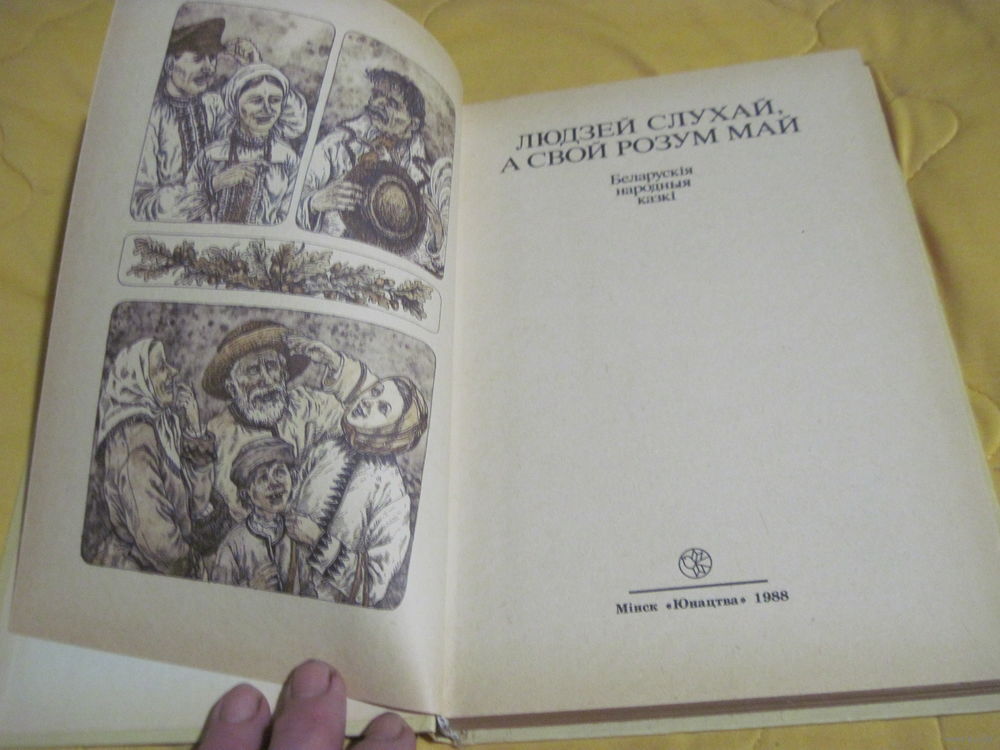 ЛЮДЗЕЙ СЛУХАЙ,
А СВОЙ РОЗУМ МАЙ
Беларускія
народныя
казкі
Мінск «Юнацтва» 1988